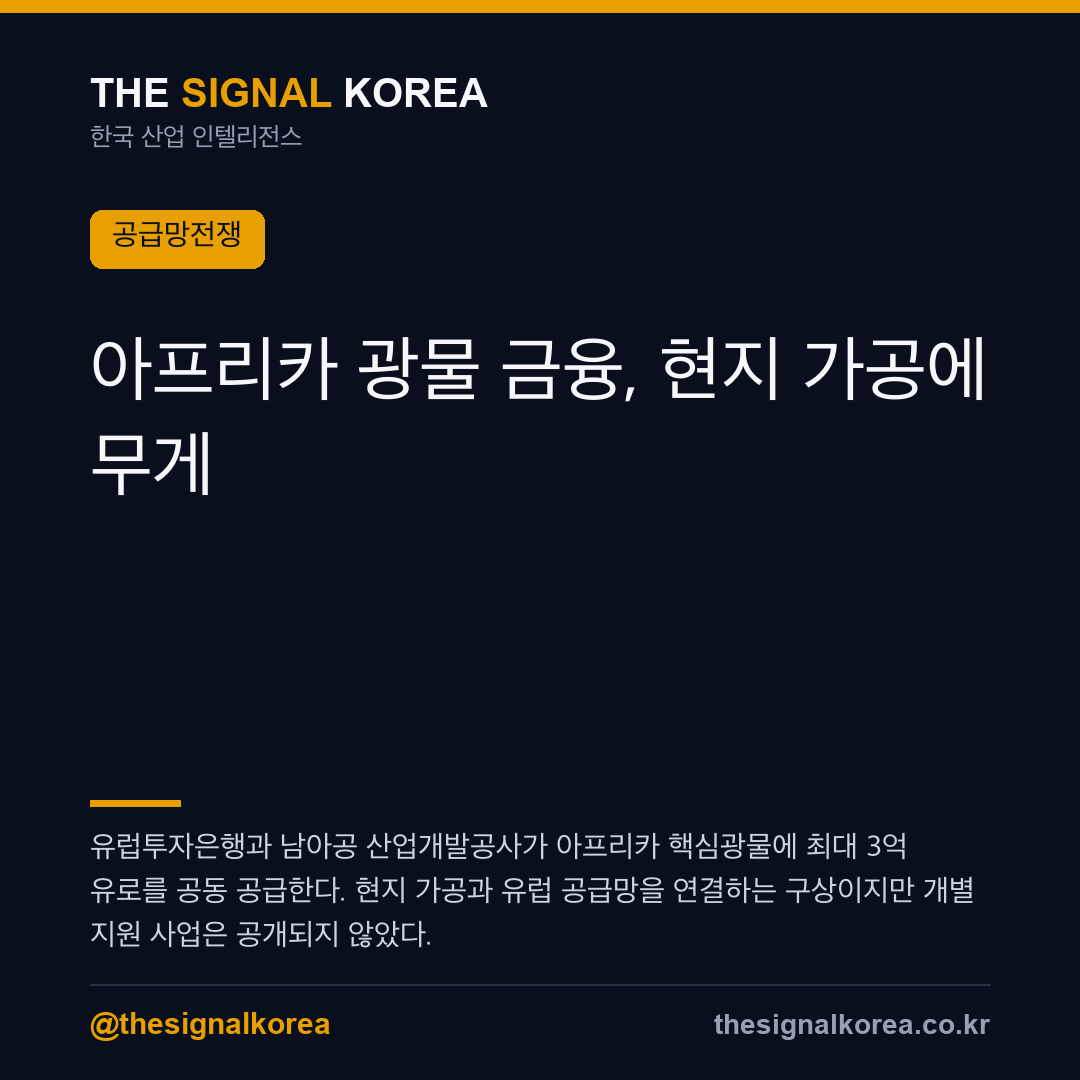 THE SIGNAL KOREA
한국 산업 인텔리전스
공급망전쟁
아프리카 광물 금융, 현지 가공에
무게
유럽투자은행과 남아공 산업개발공사가 아프리카 핵심광물에 최대 3억
유로를 공동 공급한다. 현지 가공과 유럽 공급망을 연결하는 구상이지만 개별
지원 사업은 공개되지 않았다.
@thesignalkorea
thesignalkorea.co.kr